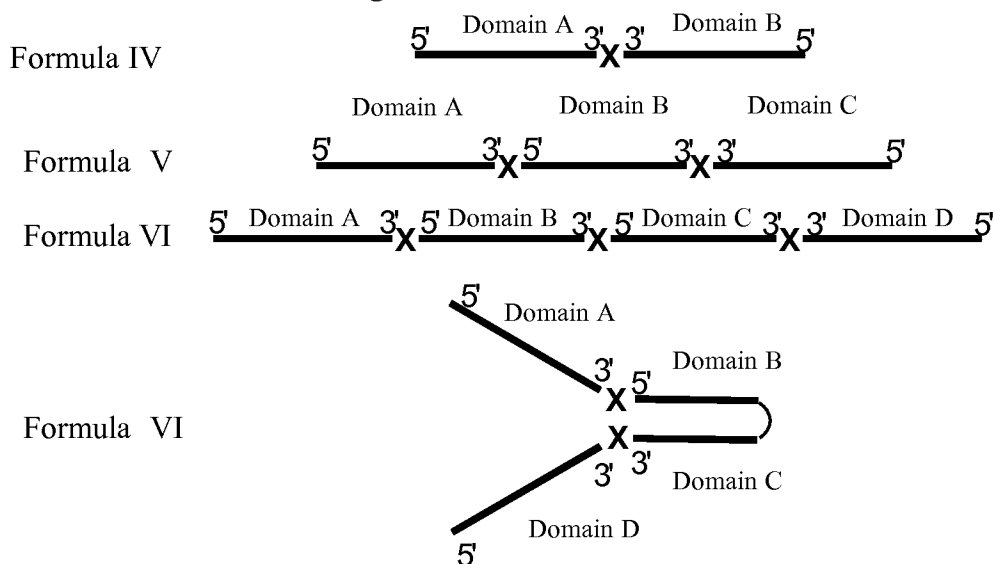 Domain A Domain B
Formula IV 5' 3' X 3' 5'
Domain A Domain B Domain C
Formula V 5' 3' X 5' 3' X 3' 5'
Formula VI 5' Domain A 3' X 5' Domain B 3' X 5' Domain C 3' X 3' Domain D 5'
5' Domain A
Domain B
3' X 5'
Formula VI
X
3' 3'
Domain C
Domain D
5'